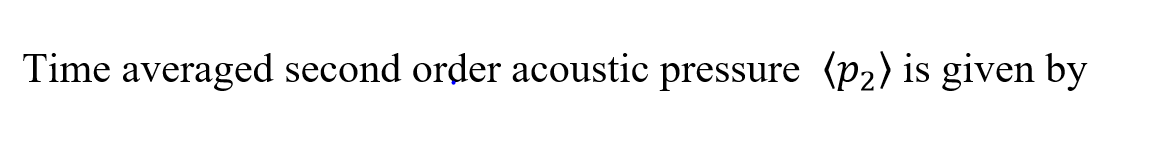 Time averaged second order acoustic pressure ⟨p₂⟩ is given by